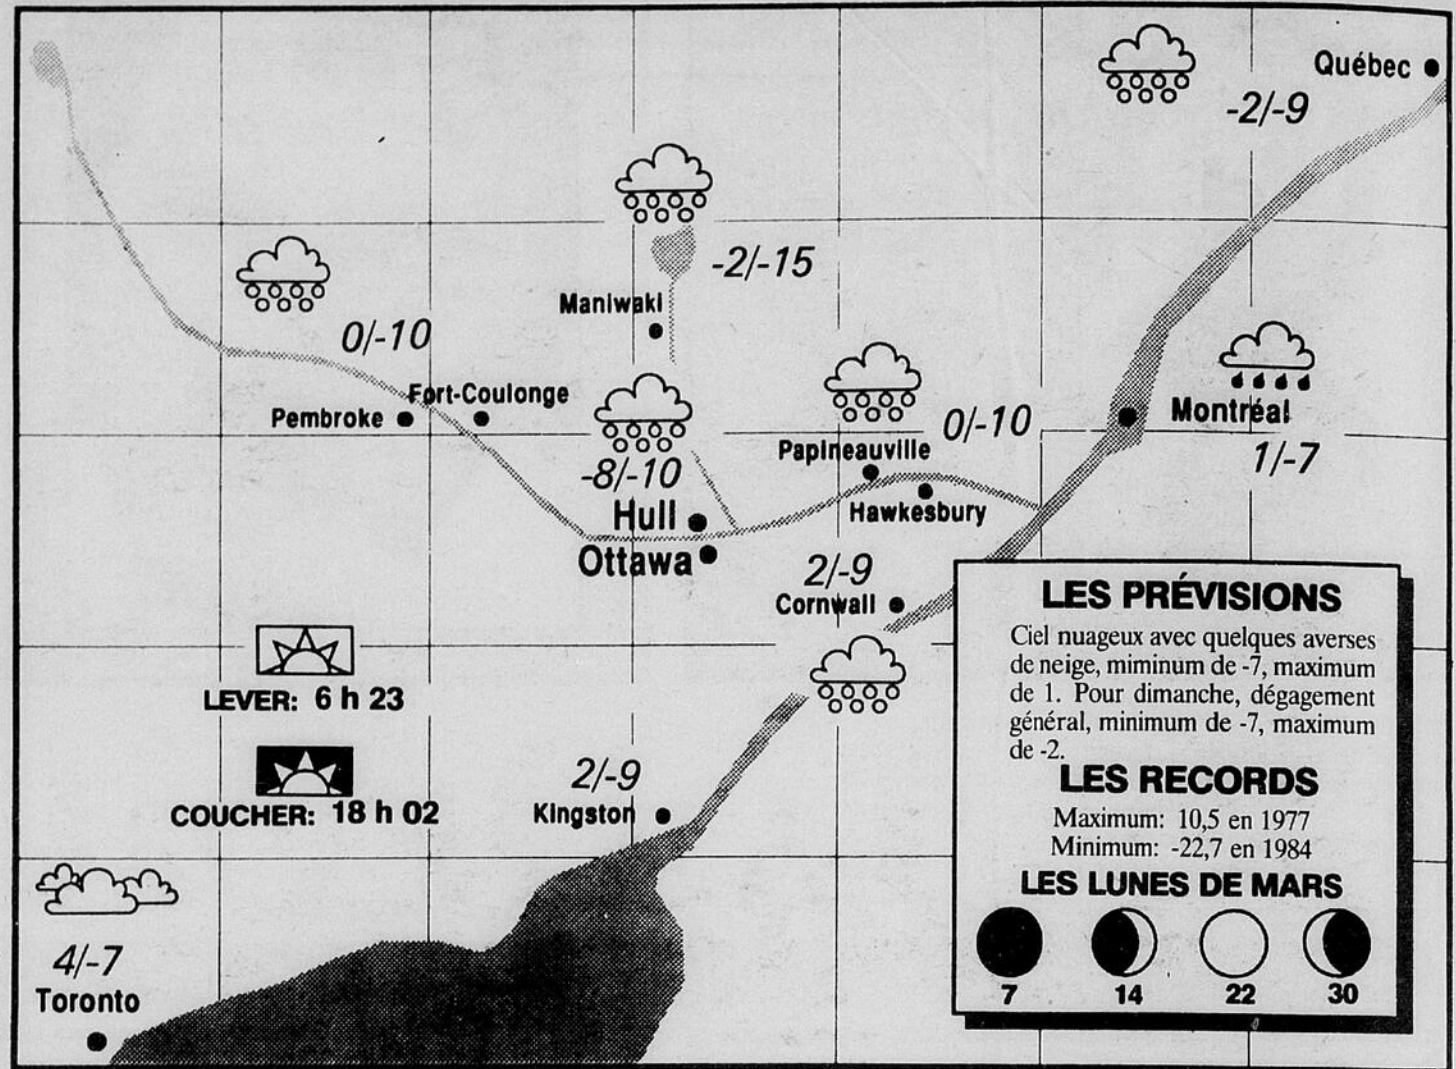 Québec
-2/-9
-2/-15
Maniwaki
0/-10
Fort-Coulonge
Pembroke
Montréal
1/-7
0/-10
Papineauville
Hawkesbury
-8/-10
Hull
Ottawa
2/-9
Cornwall
LEVER: 6 h 23
COUCHER: 18 h 02
2/-9
Kingston
4/-7
Toronto
LES PRÉVISIONS
Ciel nuageux avec quelques averses
de neige, miminum de -7, maximum
de 1. Pour dimanche, dégagement
général, minimum de -7, maximum
de -2.
LES RECORDS
Maximum: 10,5 en 1977
Minimum: -22,7 en 1984
LES LUNES DE MARS
7 14 22 30